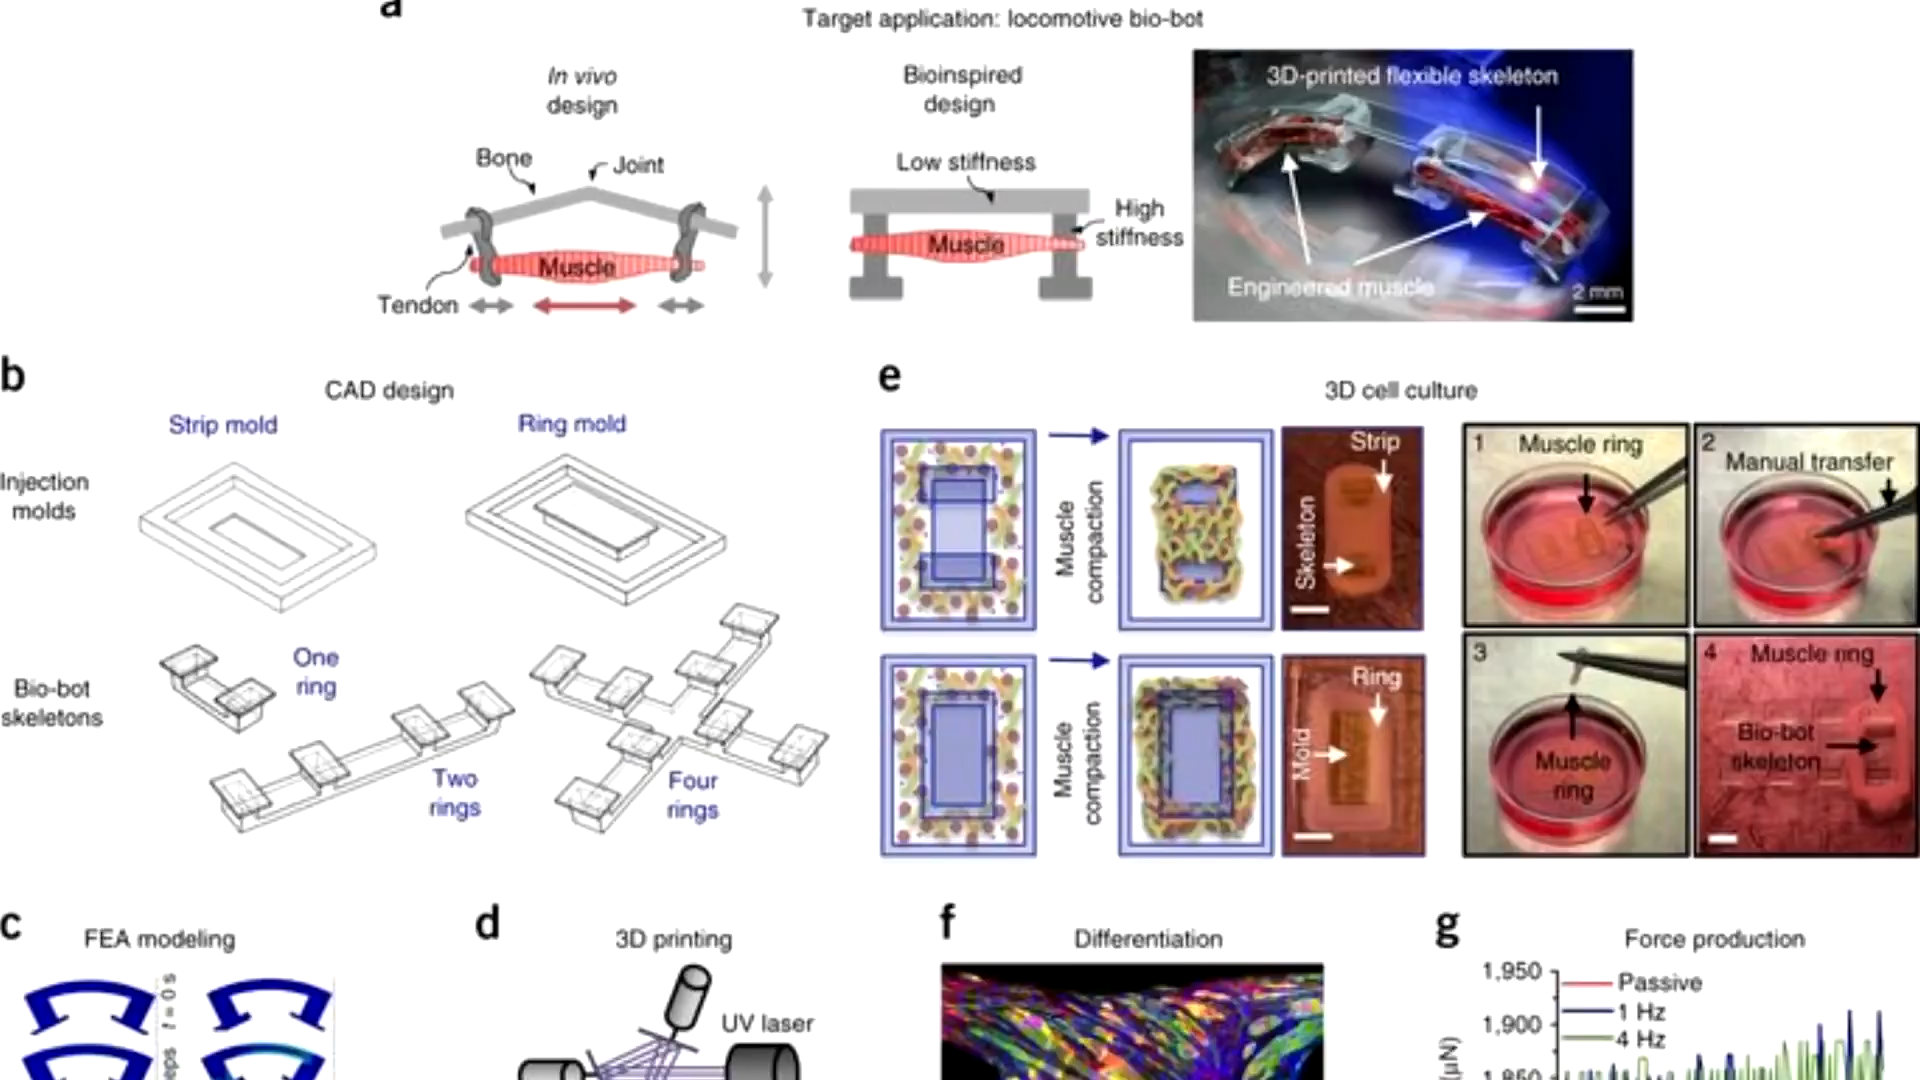 a
Target application: locomotive bio-bot
In vivo
design
Bone
Joint
Muscle
Tendon
Bioinspired
design
Low stiffness
High
stiffness
Muscle
3D-printed flexible skeleton
Engineered muscle
2 mm
b
CAD design
Strip mold
Ring mold
Injection
molds
Bio-bot
skeletons
One
ring
Two
rings
Four
rings
e
3D cell culture
Muscle
compaction
Strip
Skeleton
Muscle
compaction
Ring
Mold
1
Muscle ring
2
Manual transfer
3
Muscle
ring
4
Muscle ring
Bio-bot
skeleton
c
FEA modeling
t = 0 s
d
3D printing
UV laser
f
Differentiation
g
Force production
1,950
1,900
1,850
(µN)
Passive
1 Hz
4 Hz